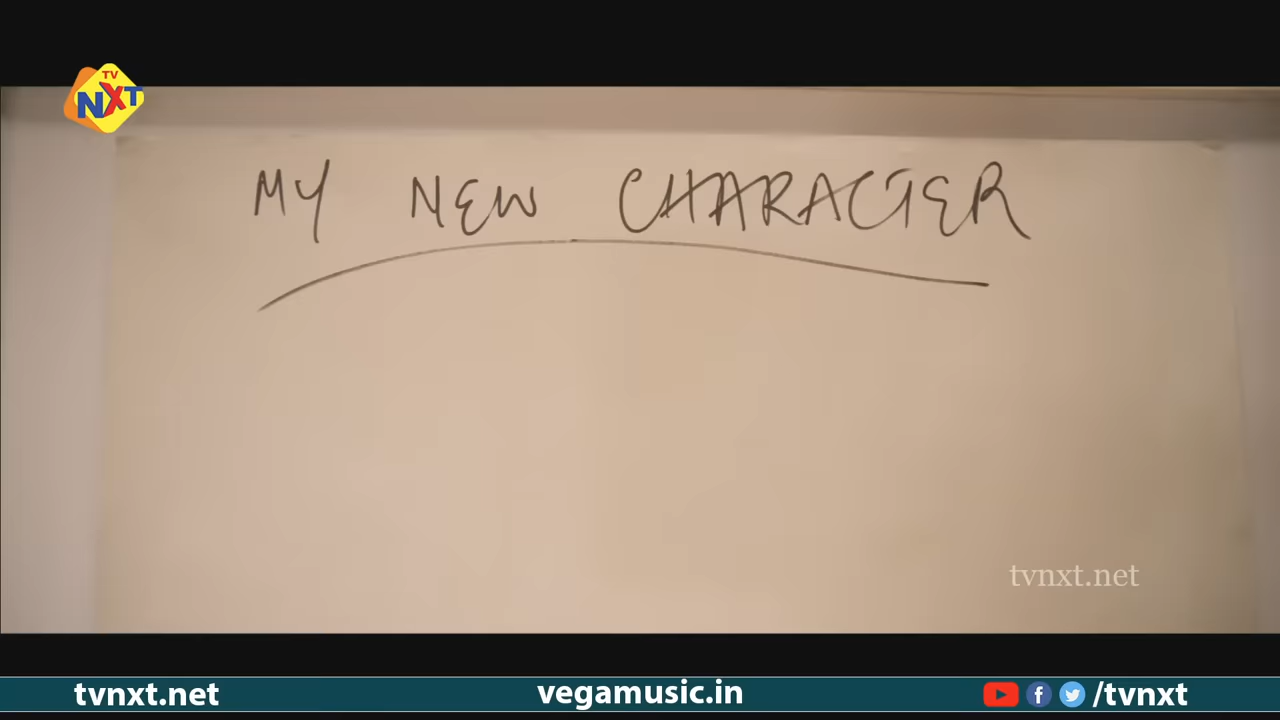 TV
NXT
MY NEW CHARACTER
tvnxt.net
tvnxt.net
vegamusic.in
/tvnxt